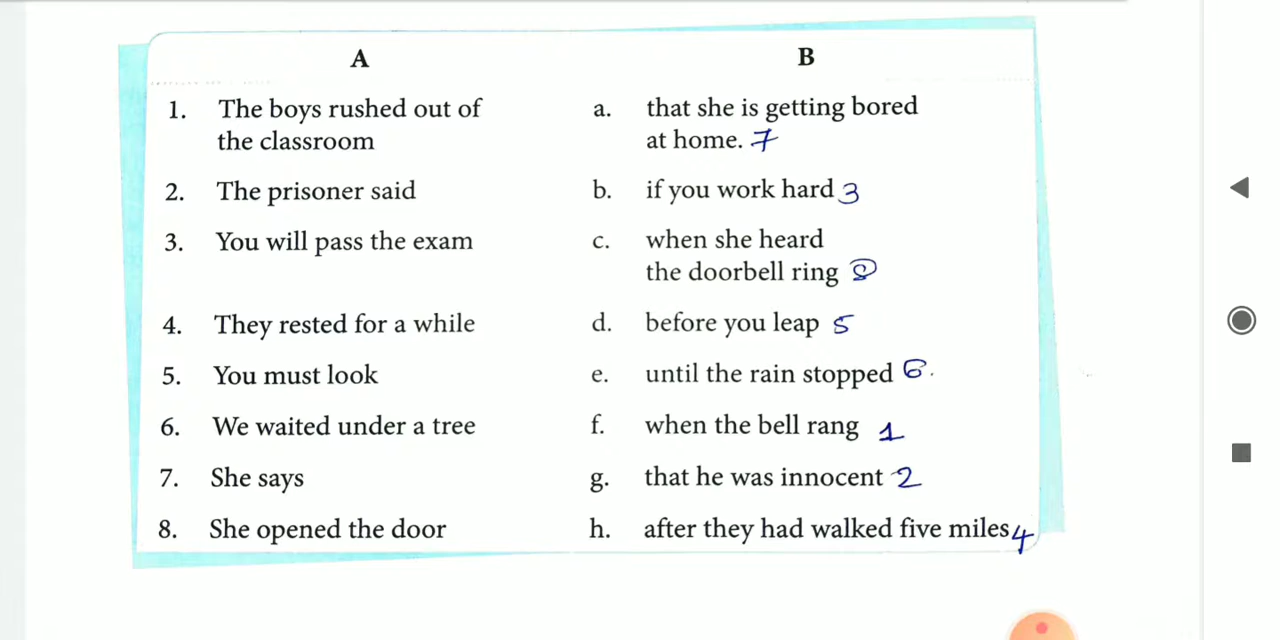 A B
1. The boys rushed out of a. that she is getting bored
the classroom at home. 7
2. The prisoner said b. if you work hard 3
3. You will pass the exam c. when she heard
the doorbell ring 8
4. They rested for a while d. before you leap 5
5. You must look e. until the rain stopped 6.
6. We waited under a tree f. when the bell rang 1
7. She says g. that he was innocent 2
8. She opened the door h. after they had walked five miles 4